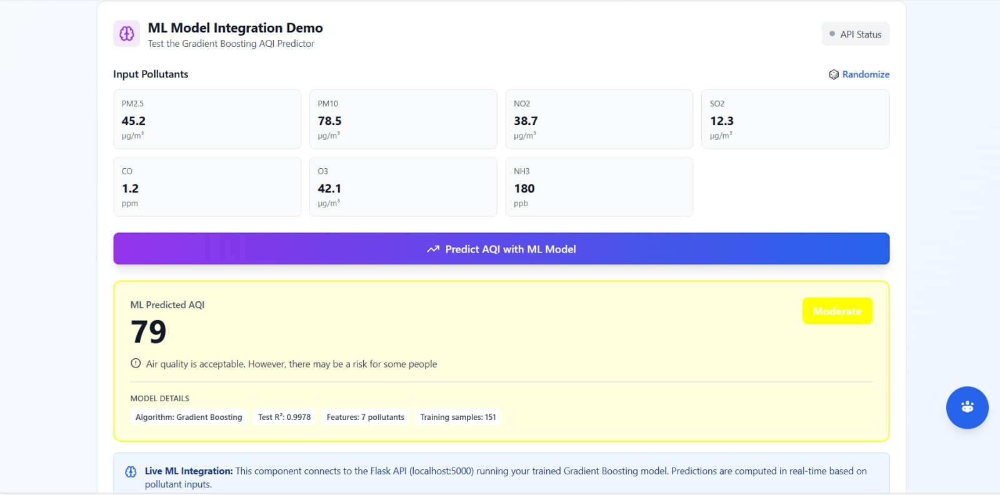 ML Model Integration Demo
Test the Gradient Boosting AQI Predictor
API Status
Input Pollutants
Randomize
PM2.5
45.2
µg/m³
PM10
78.5
µg/m³
NO2
38.7
µg/m³
SO2
12.3
µg/m³
CO
1.2
ppm
O3
42.1
µg/m³
NH3
180
ppb
Predict AQI with ML Model
ML Predicted AQI
Moderate
79
Air quality is acceptable. However, there may be a risk for some people
MODEL DETAILS
Algorithm: Gradient Boosting
Test R²: 0.9978
Features: 7 pollutants
Training samples: 151
Live ML Integration: This component connects to the Flask API (localhost:5000) running your trained Gradient Boosting model. Predictions are computed in real-time based on
pollutant inputs.